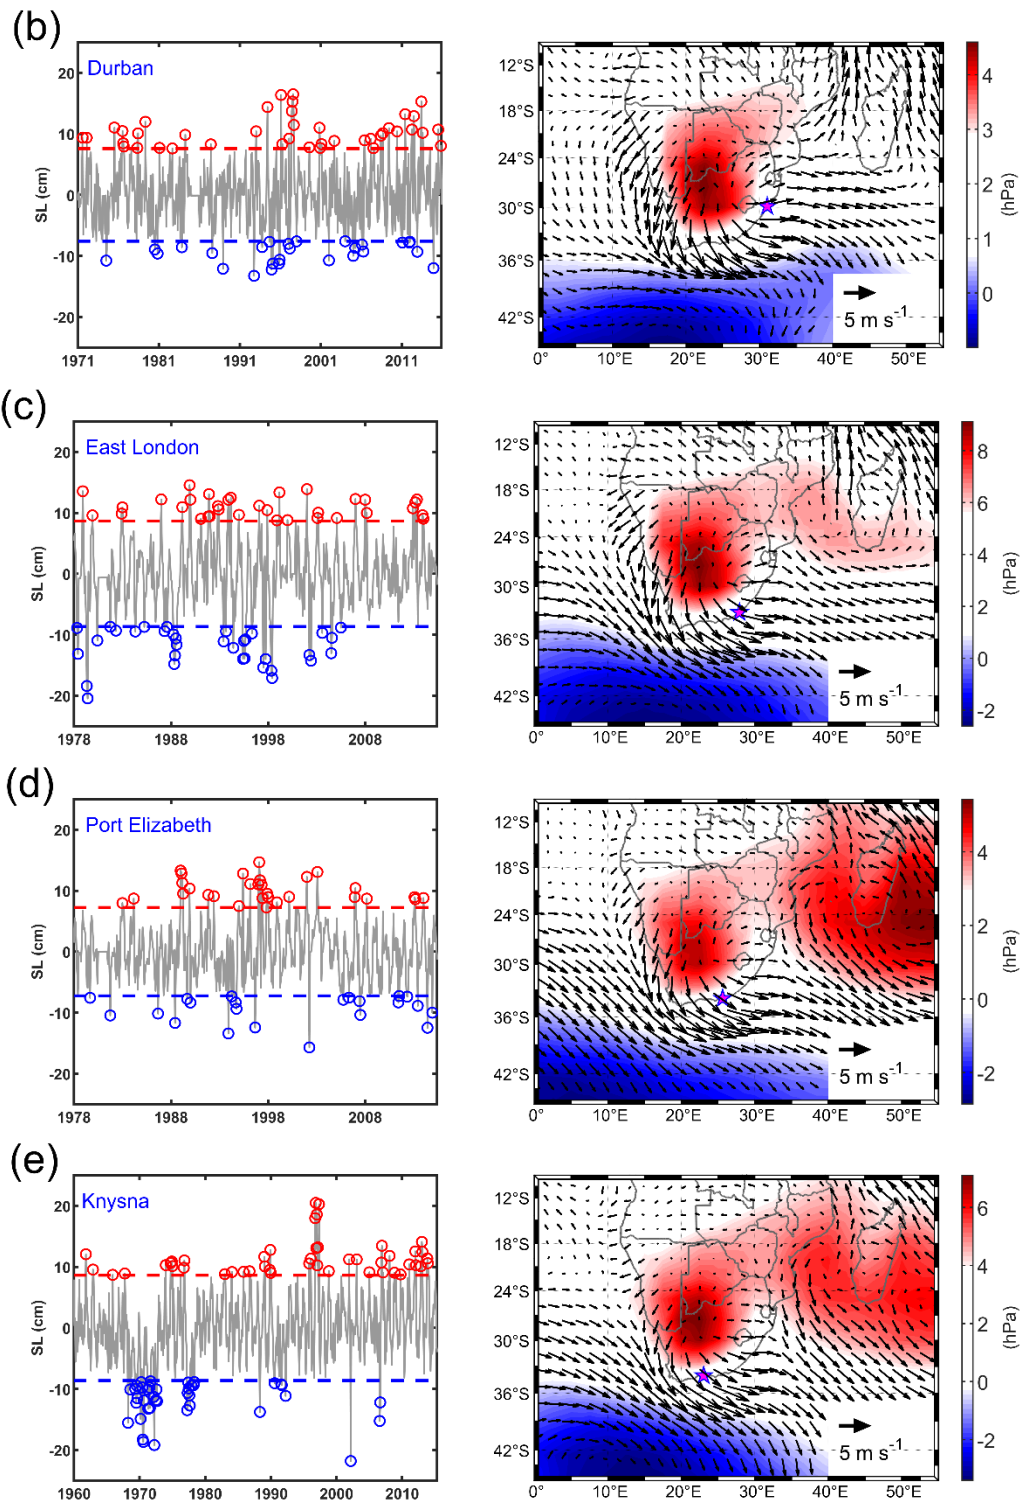 (b)
Durban
SL (cm)
20
10
0
-10
-20
1971 1981 1991 2001 2011
12°S
18°S
24°S
30°S
36°S
42°S
0° 10°E 20°E 30°E 40°E 50°E
5 m s-1
4
3
2
1
0
(hPa)
(c)
East London
SL (cm)
20
10
0
-10
-20
1978 1988 1998 2008
12°S
18°S
24°S
30°S
36°S
42°S
0° 10°E 20°E 30°E 40°E 50°E
5 m s-1
8
6
4
2
0
-2
(hPa)
(d)
Port Elizabeth
SL (cm)
20
10
0
-10
-20
1978 1988 1998 2008
12°S
18°S
24°S
30°S
36°S
42°S
0° 10°E 20°E 30°E 40°E 50°E
5 m s-1
4
2
0
-2
(hPa)
(e)
Knysna
SL (cm)
20
10
0
-10
-20
1960 1970 1980 1990 2000 2010
12°S
18°S
24°S
30°S
36°S
42°S
0° 10°E 20°E 30°E 40°E 50°E
5 m s-1
6
4
2
0
-2
(hPa)